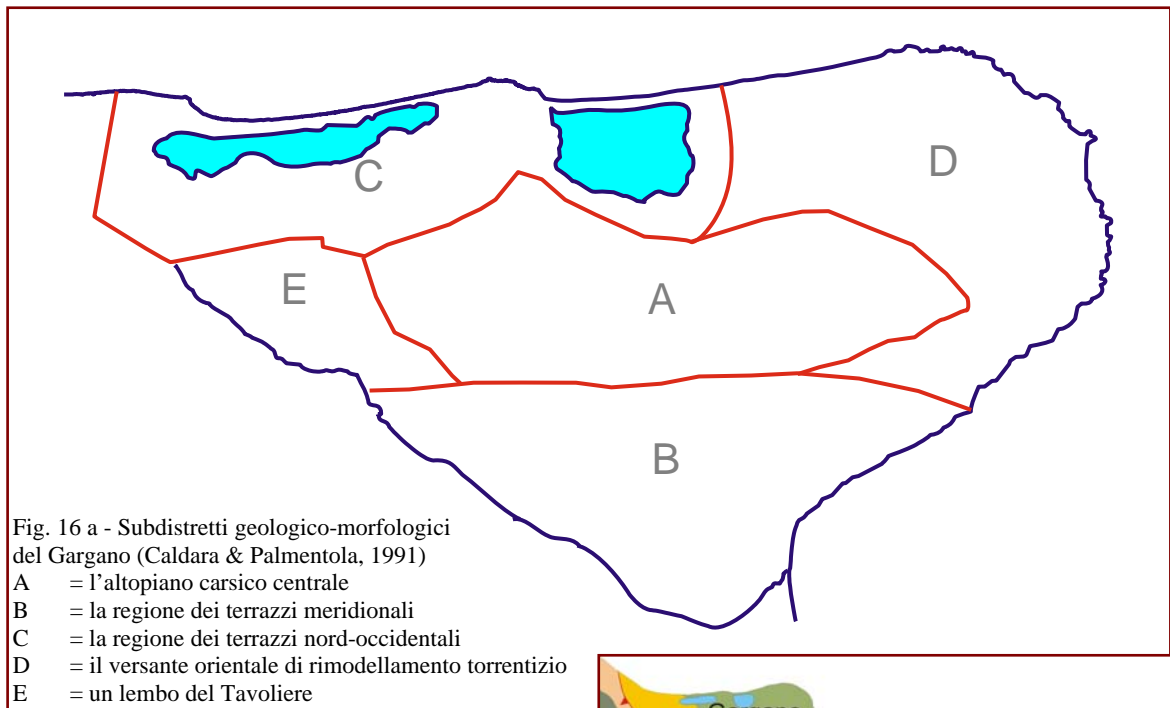 C
D
E
A
B
Fig. 16 a - Subdistretti geologico-morfologici
del Gargano (Caldara & Palmentola, 1991)
A = l’altopiano carsico centrale
B = la regione dei terrazzi meridionali
C = la regione dei terrazzi nord-occidentali
D = il versante orientale di rimodellamento torrentizio
E = un lembo del Tavoliere
Gargano